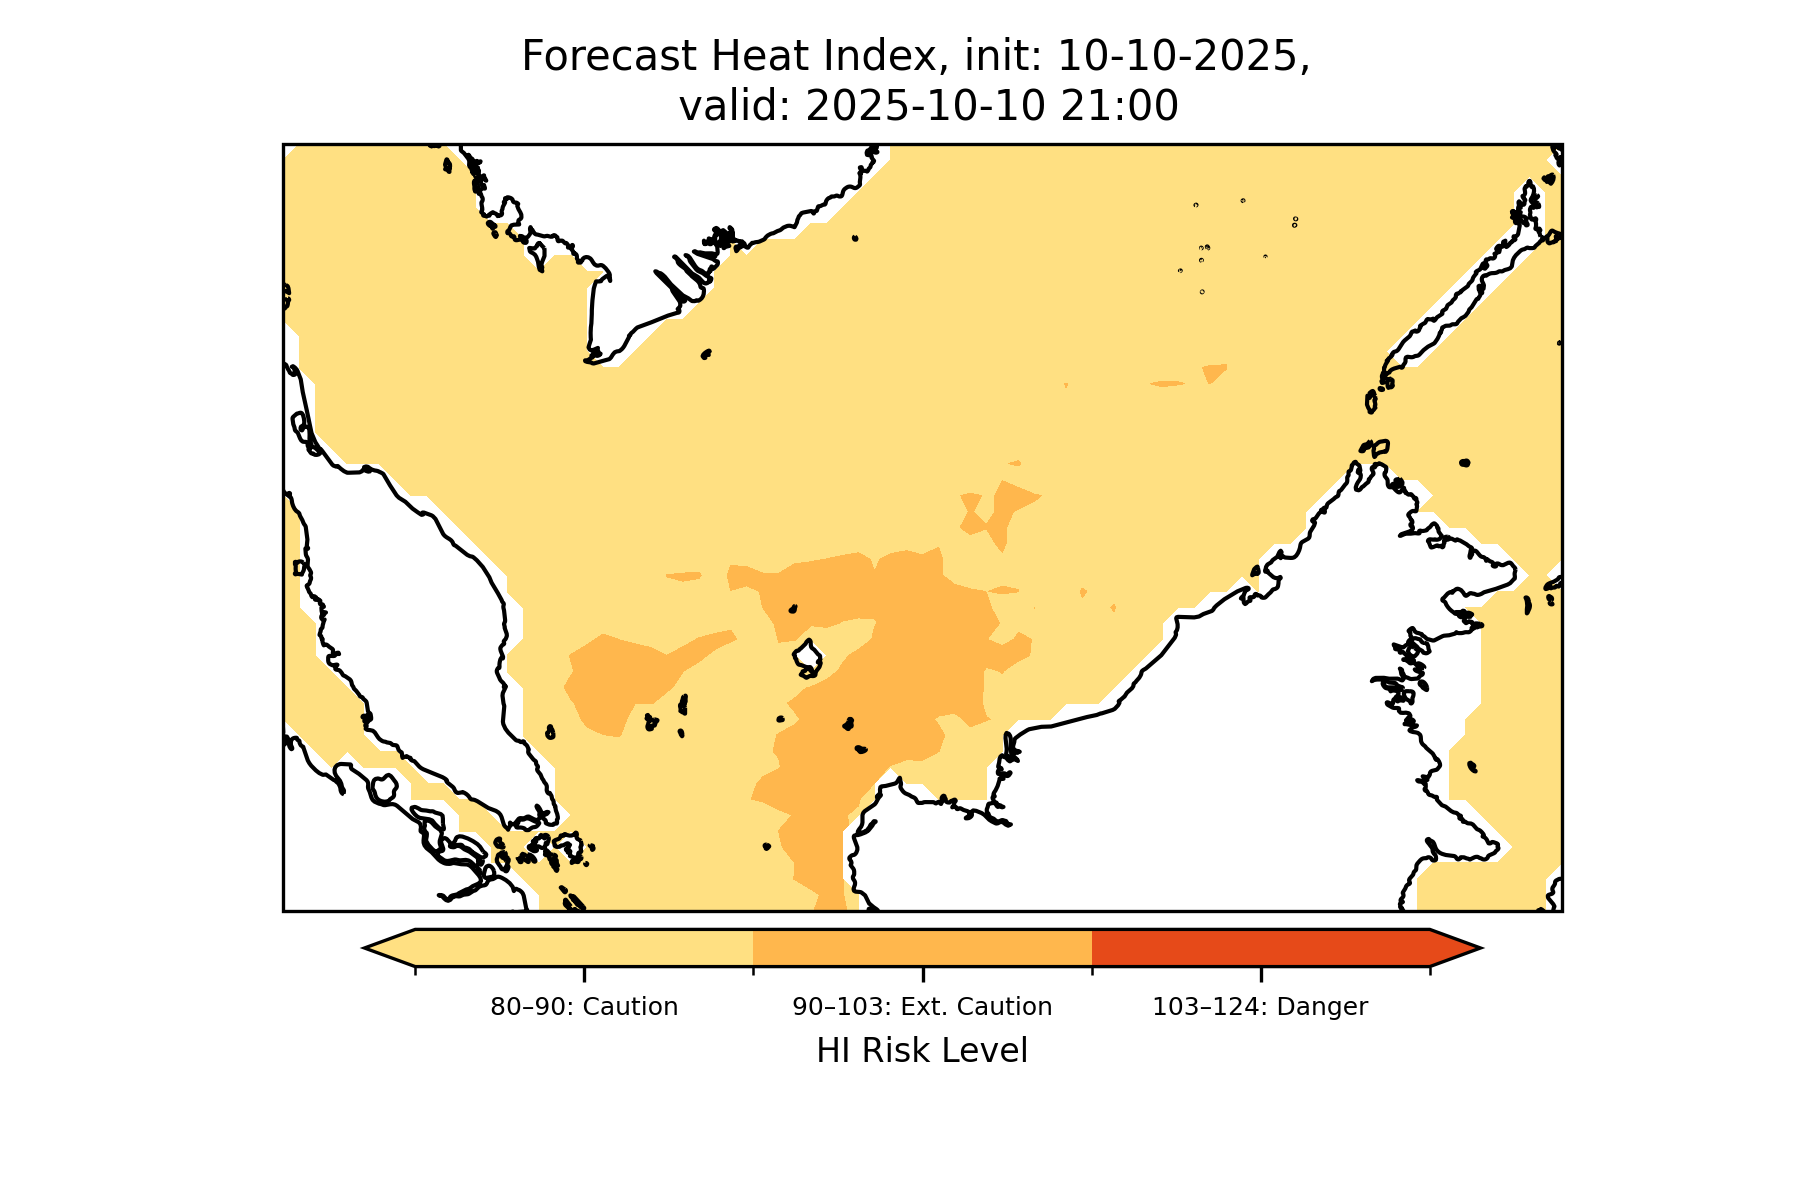 Forecast Heat Index, init: 10-10-2025,
valid: 2025-10-10 21:00
80–90: Caution
90–103: Ext. Caution
103–124: Danger
HI Risk Level